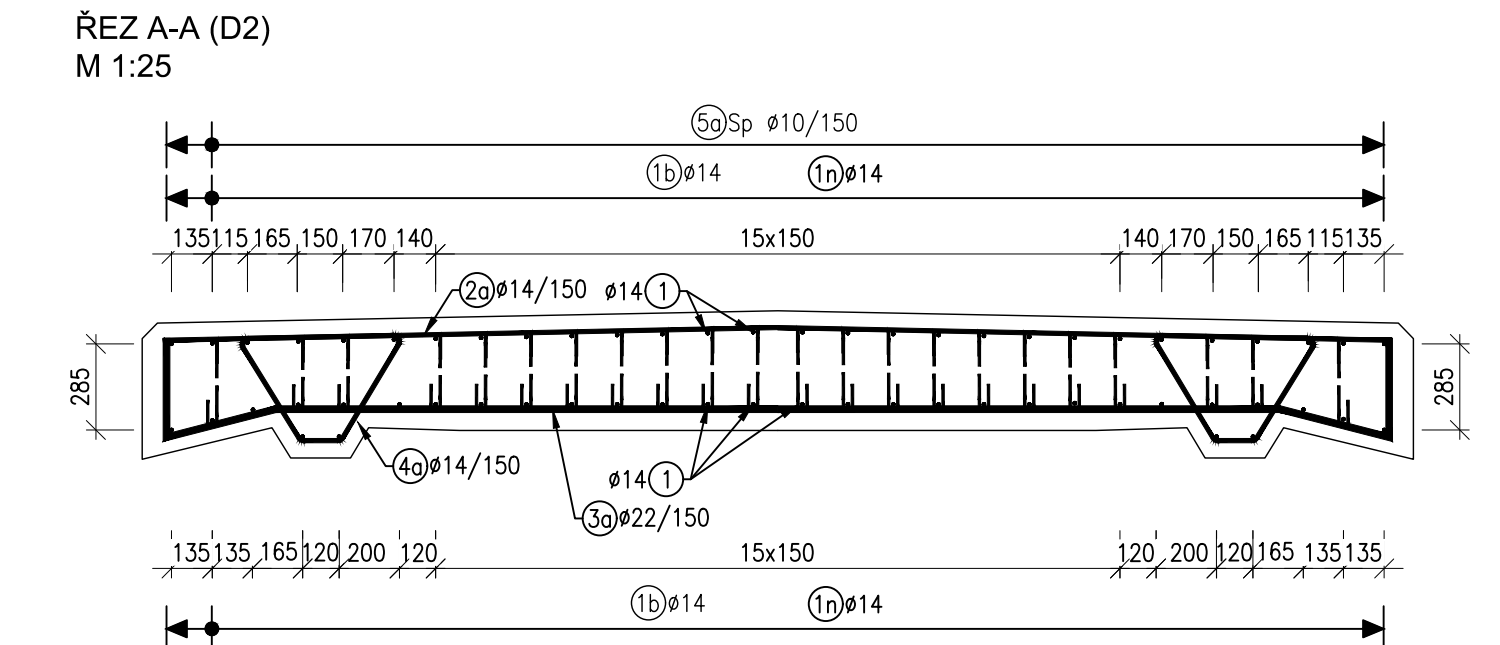 ŘEZ A-A (D2)
M 1:25
5a Sp ø10/150
1b ø14 1n ø14
135 115 165 150 170 140 15x150 140 170 150 165 115 135
2a ø14/150 ø14 1
285 285
4a ø14/150 ø14 1
3a ø22/150
135 135 165 120 200 120 15x150 120 200 120 165 135 135
1b ø14 1n ø14